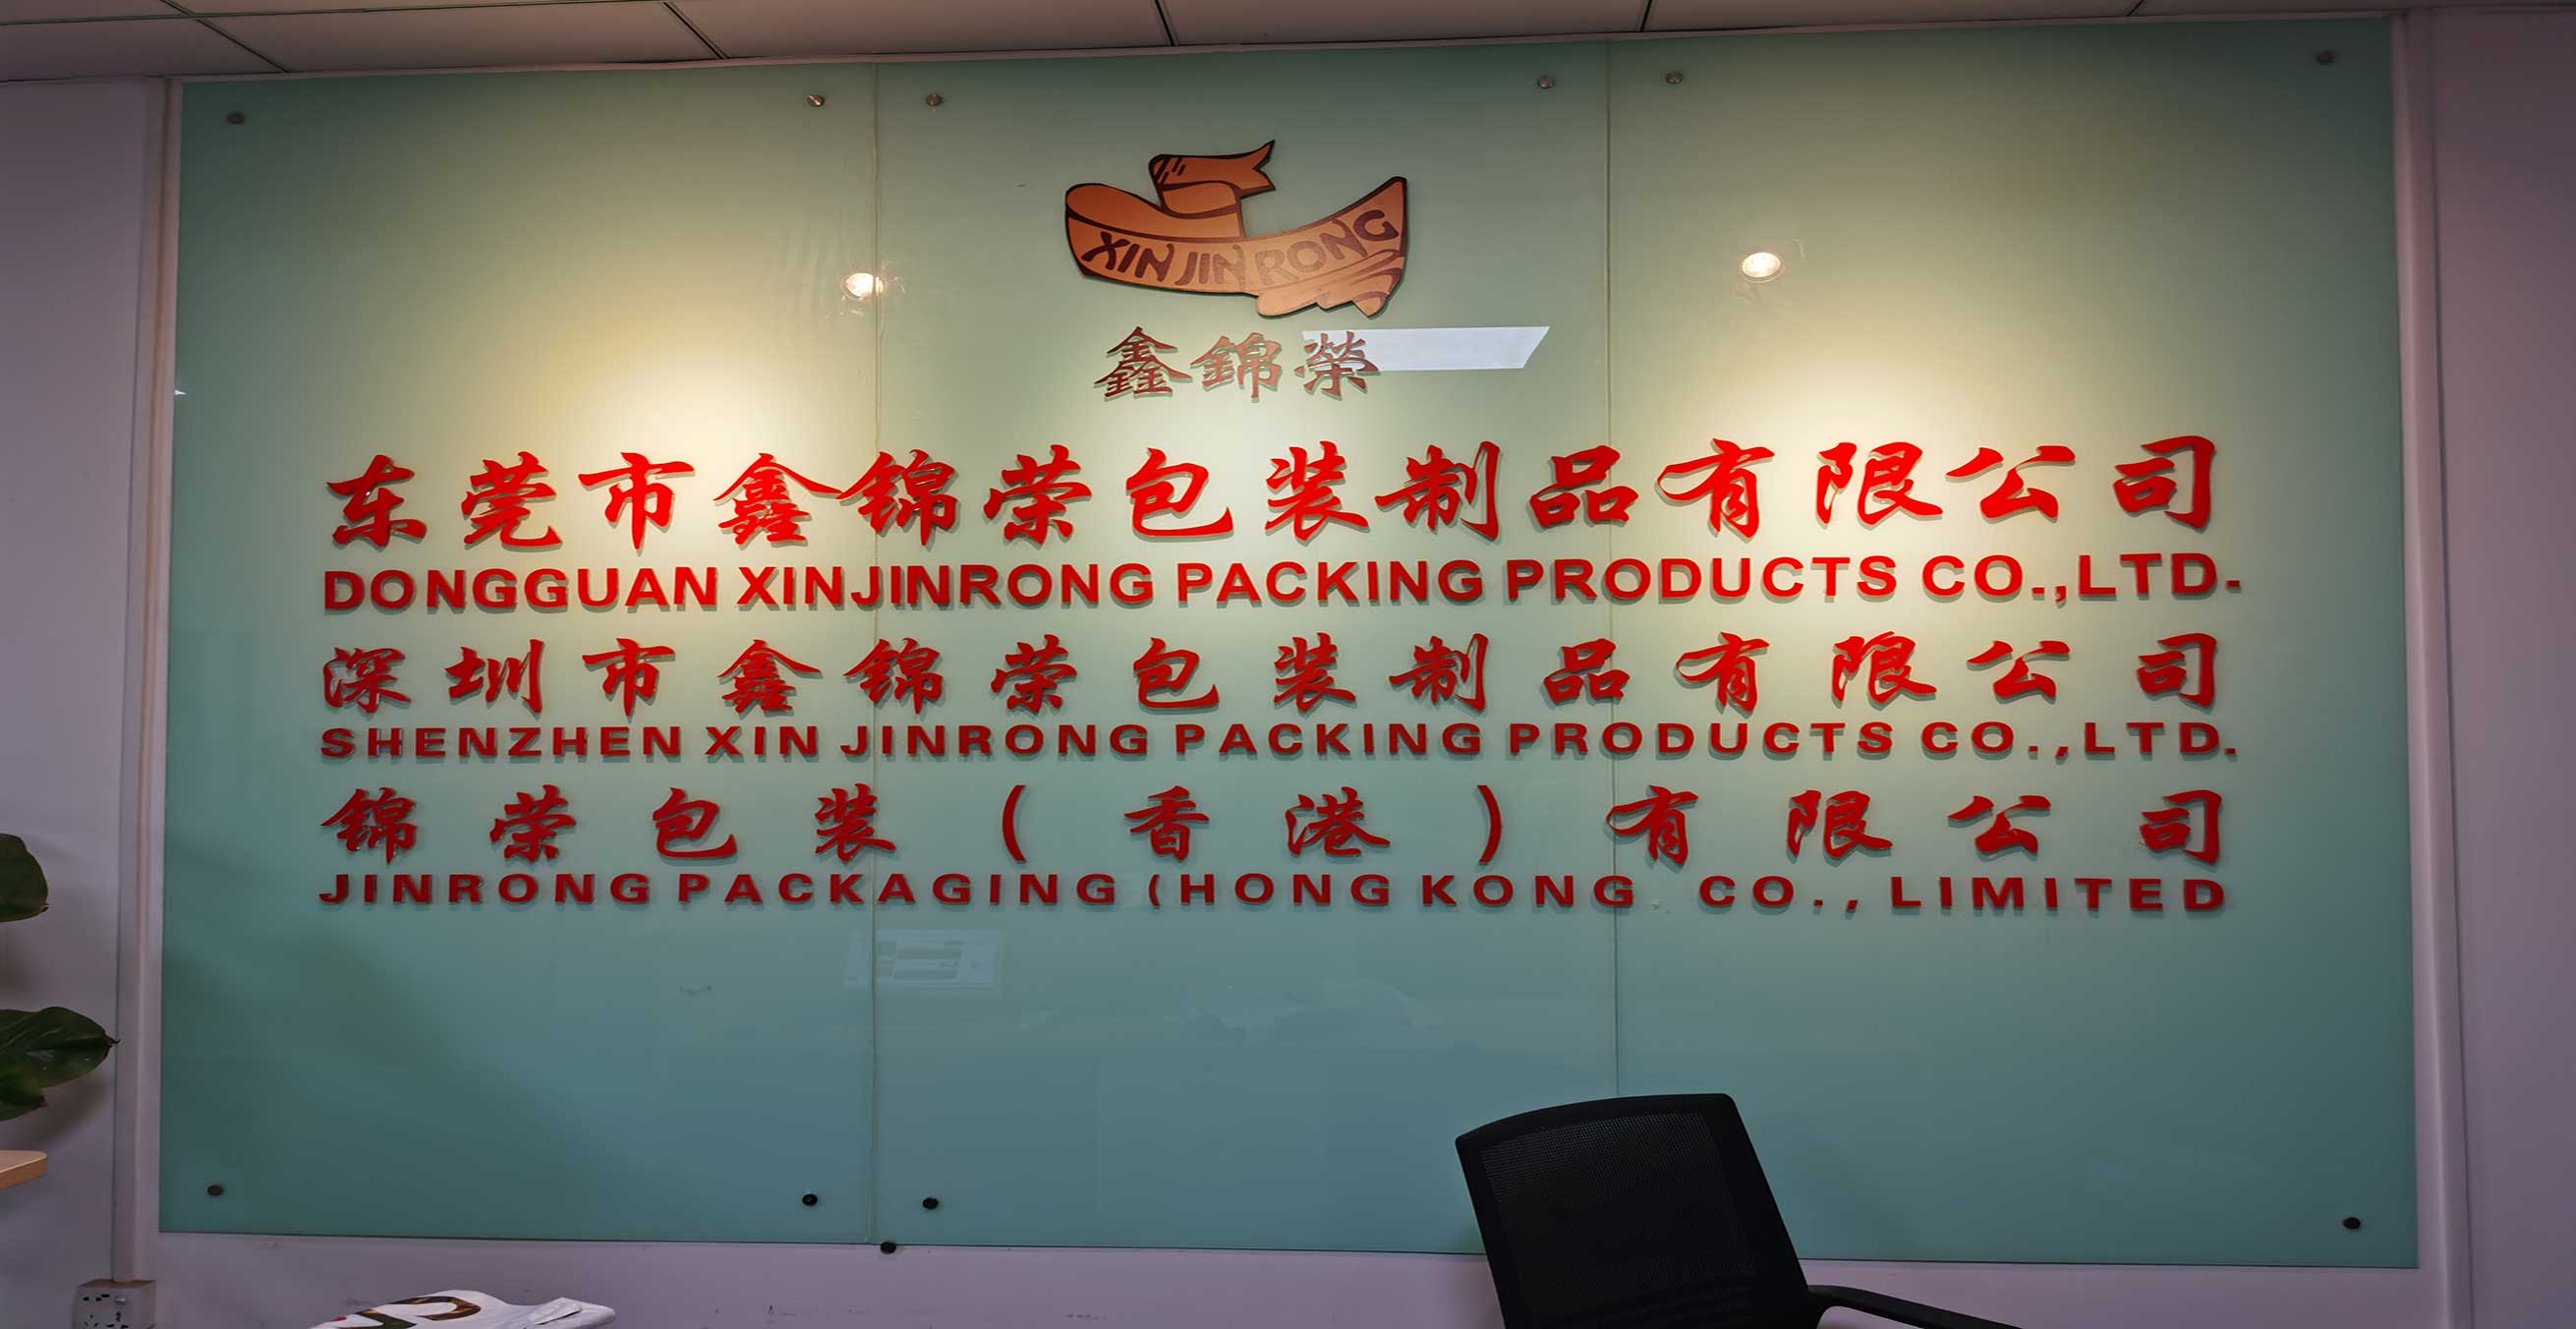 XINJINRONG
鑫錦榮
东莞市鑫锦荣包装制品有限公司
DONGGUAN XINJINRONG PACKING PRODUCTS CO.,LTD.
深圳市鑫锦荣包装制品有限公司
SHENZHEN XIN JINRONG PACKING PRODUCTS CO.,LTD.
锦荣包装(香港)有限公司
JINRONG PACKAGING (HONG KONG CO., LIMITED